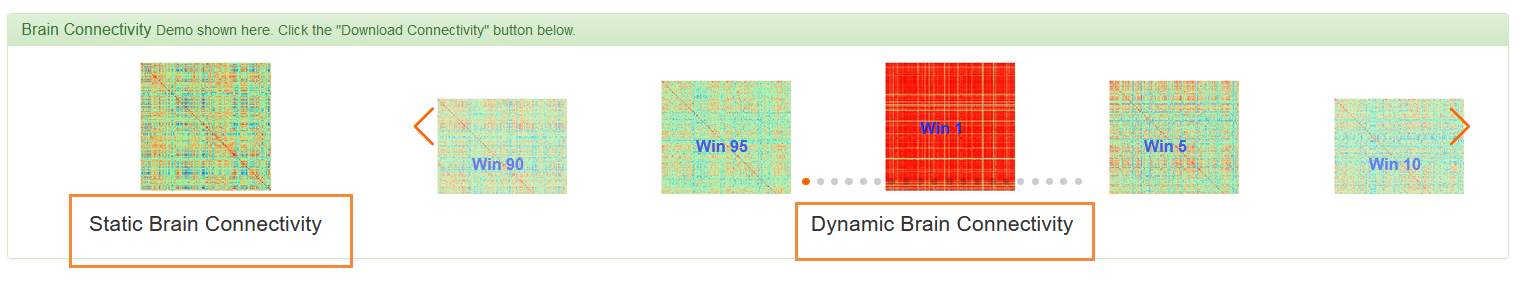 Brain Connectivity Demo shown here. Click the "Download Connectivity" button below.
Win 90
Win 95
Win 1
Win 5
Win 10
Static Brain Connectivity
Dynamic Brain Connectivity